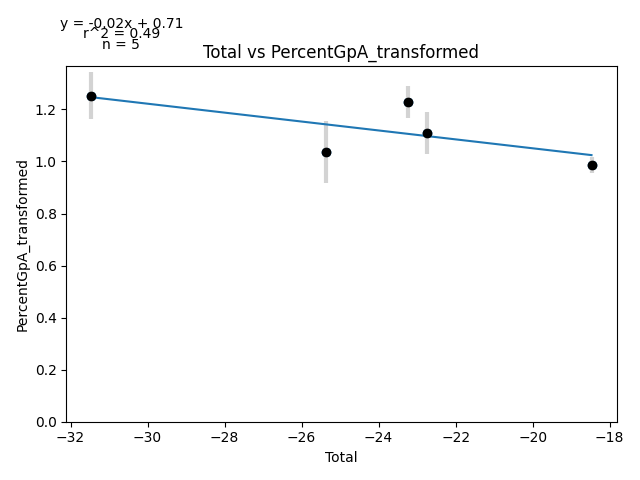 y = -0.02x + 0.71
r^2 = 0.49
n = 5
Total vs PercentGpA_transformed
PercentGpA_transformed
1.2
1.0
0.8
0.6
0.4
0.2
0.0
−32 −30 −28 −26 −24 −22 −20 −18
Total